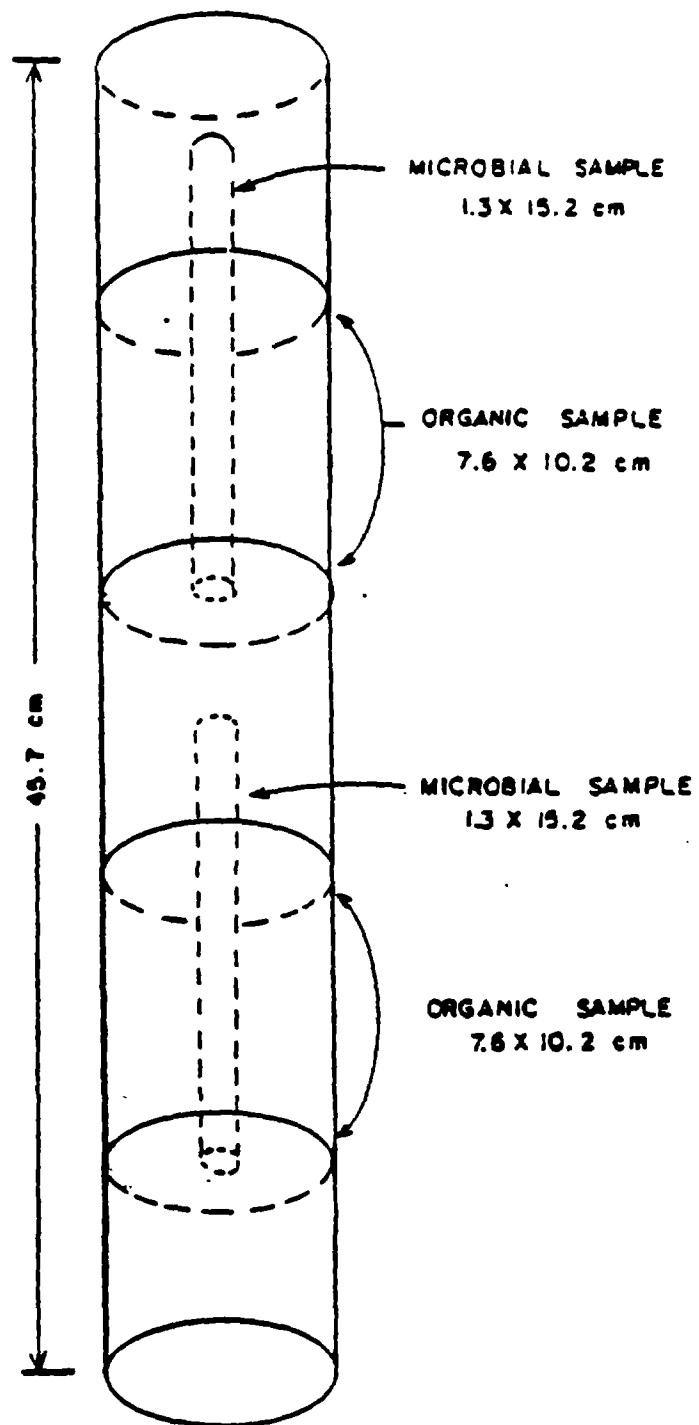 MICROBIAL SAMPLE
1.3 X 15.2 cm
ORGANIC SAMPLE
7.6 X 10.2 cm
45.7 cm
MICROBIAL SAMPLE
1.3 X 15.2 cm
ORGANIC SAMPLE
7.6 X 10.2 cm